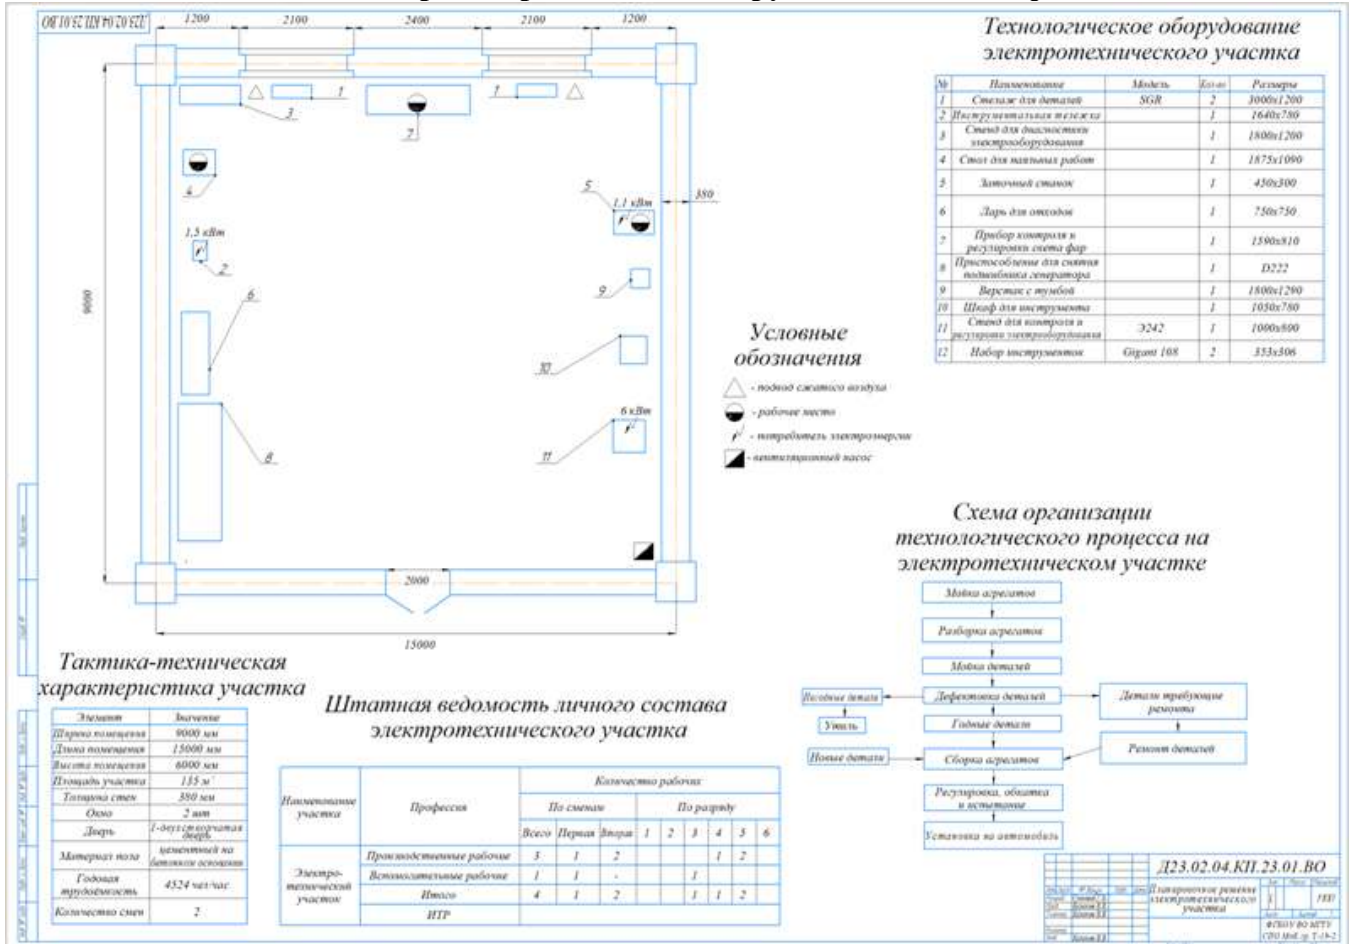 Д23.02.04.КП.23.01.ВО
1200 2100 2400 2100 1200
1
1
3
7
4
5
1,1 кВт
380
1,5 кВт
2
9
6
9000
10
6 кВт
11
8
2000
15000
Технологическое оборудование
электротехнического участка
№ Наименование Модель Кол-во Размеры
1 Стелаж для деталей SGR 2 3000х1200
2 Инструментальная тележка 1 1640х780
3 Стенд для диагностики электрооборудования 1 1800х1200
4 Стол для паяльных работ 1 1875х1090
5 Заточный станок 1 450х500
6 Ларь для отходов 1 750х750
7 Прибор контроля и регулировки света фар 1 1590х810
8 Приспособление для снятия подшибника генератора 1 D222
9 Верстак с тумбой 1 1800х1290
10 Шкаф для инструмента 1 1050х780
11 Стенд для контроля и регулировки электрооборудования Э242 1 1000х800
12 Набор инструментов Gigant 108 2 353х306
Условные
обозначения
- подвод сжатого воздуха
- рабочее место
- потребитель электроэнергии
- вентиляционный насос
Схема организации
технологического процесса на
электротехническом участке
Мойка агрегатов
Разборка агрегатов
Мойка деталей
Дефектовка деталей
Детали требующие
ремонта
Утиль
Годные детали
Новые детали
Сборка агрегатов
Ремонт деталей
Регулировка, обкатка
и испытание
Установка на автомобиль
Тактика-техническая
характеристика участка
Элемент Значение
Ширина помещения 9000 мм
Длина помещения 15000 мм
Высота помещения 6000 мм
Площадь участка 135 м²
Толщина стен 380 мм
Окно 2 шт
Дверь 1-двухстворчатая дверь
Материал пола цементный на бетонном основании
Годовая трудоёмкость 4524 чел/час
Количество смен 2
Штатная ведомость личного состава
электротехнического участка
Наименование участка Профессия Количество рабочих
По сменам По разряду
Всего Первая Вторая 1 2 3 4 5 6
Электро-
технический
участок
Производственные рабочие 3 1 2 1 2
Вспомогательные рабочие 1 1 - 1
Итого 4 1 2 1 1 2
ИТР
Д23.02.04.КП.23.01.ВО
Планировочное решение
электротехнического
участка